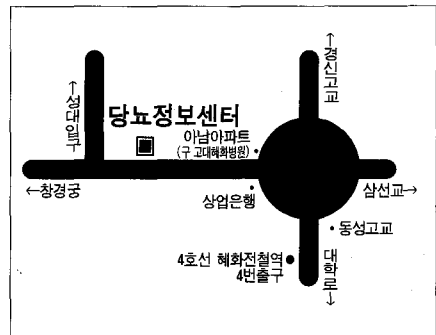 ←경신고교
←성대입구
당뇨정보센터
아남아파트
(구 고대혜화병원)
←창경궁
삼선교→
상업은행
동성고교
4호선 혜화전철역
4번출구
대학로→